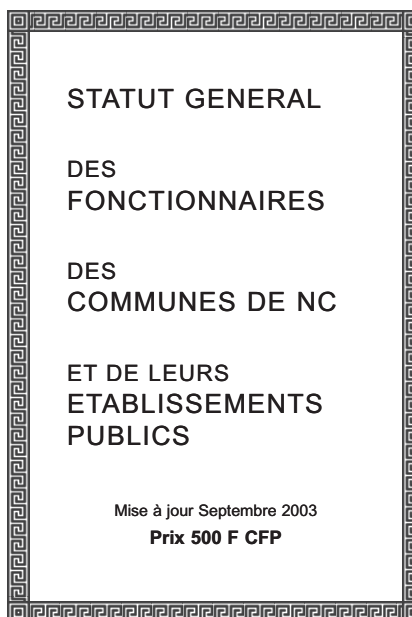 STATUT GENERAL
DES
FONCTIONNAIRES
DES
COMMUNES DE NC
ET DE LEURS
ETABLISSEMENTS
PUBLICS
Mise à jour Septembre 2003
Prix 500 F CFP